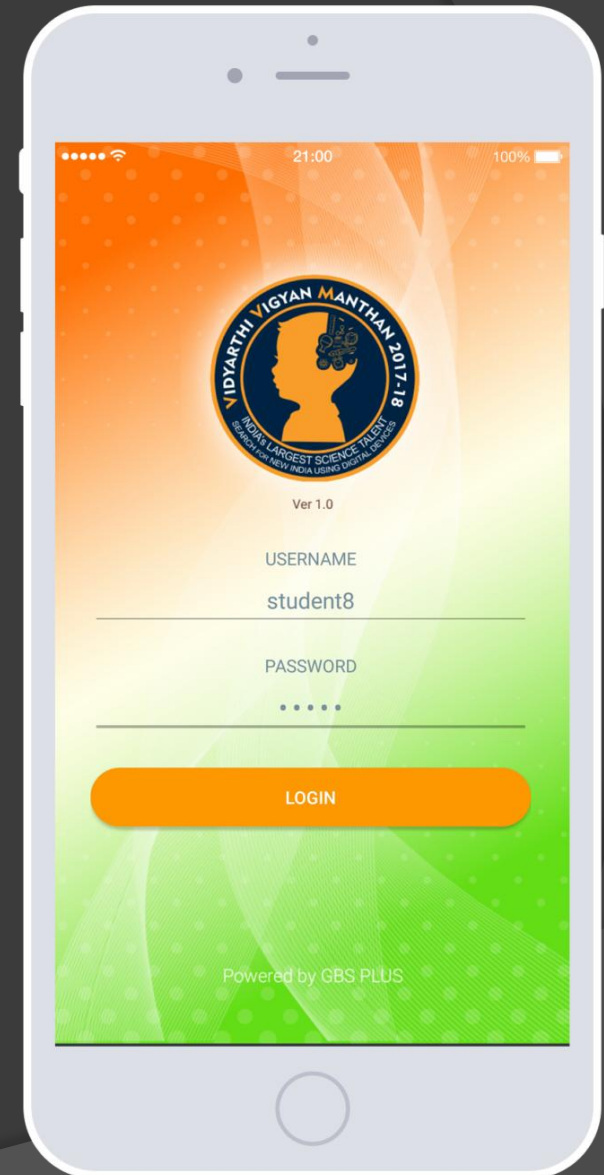 21:00
100%
VIDYARTHI VIGYAN MANTHAN 2017-18
INDIA's LARGEST SCIENCE TALENT
SEARCH FOR NEW INDIA USING DIGITAL DEVICES
Ver 1.0
USERNAME
student8
PASSWORD
LOGIN
Powered by GBS PLUS